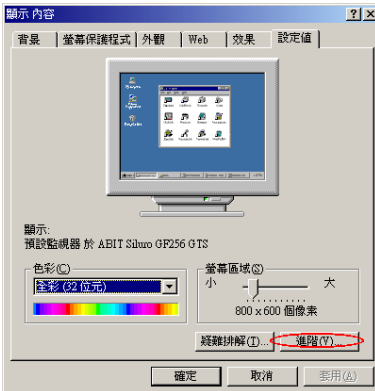 顯示 內容
背景 螢幕保護程式 外觀 Web 效果 設定值
顯示:
預設監視器 於 ABIT Siluro GF256 GTS
色彩(C) 螢幕區域(S)
全彩 (32 位元) 小 大
800 x 600 個像素
疑難排解(T)... 進階(V)...
確定 取消 套用(A)